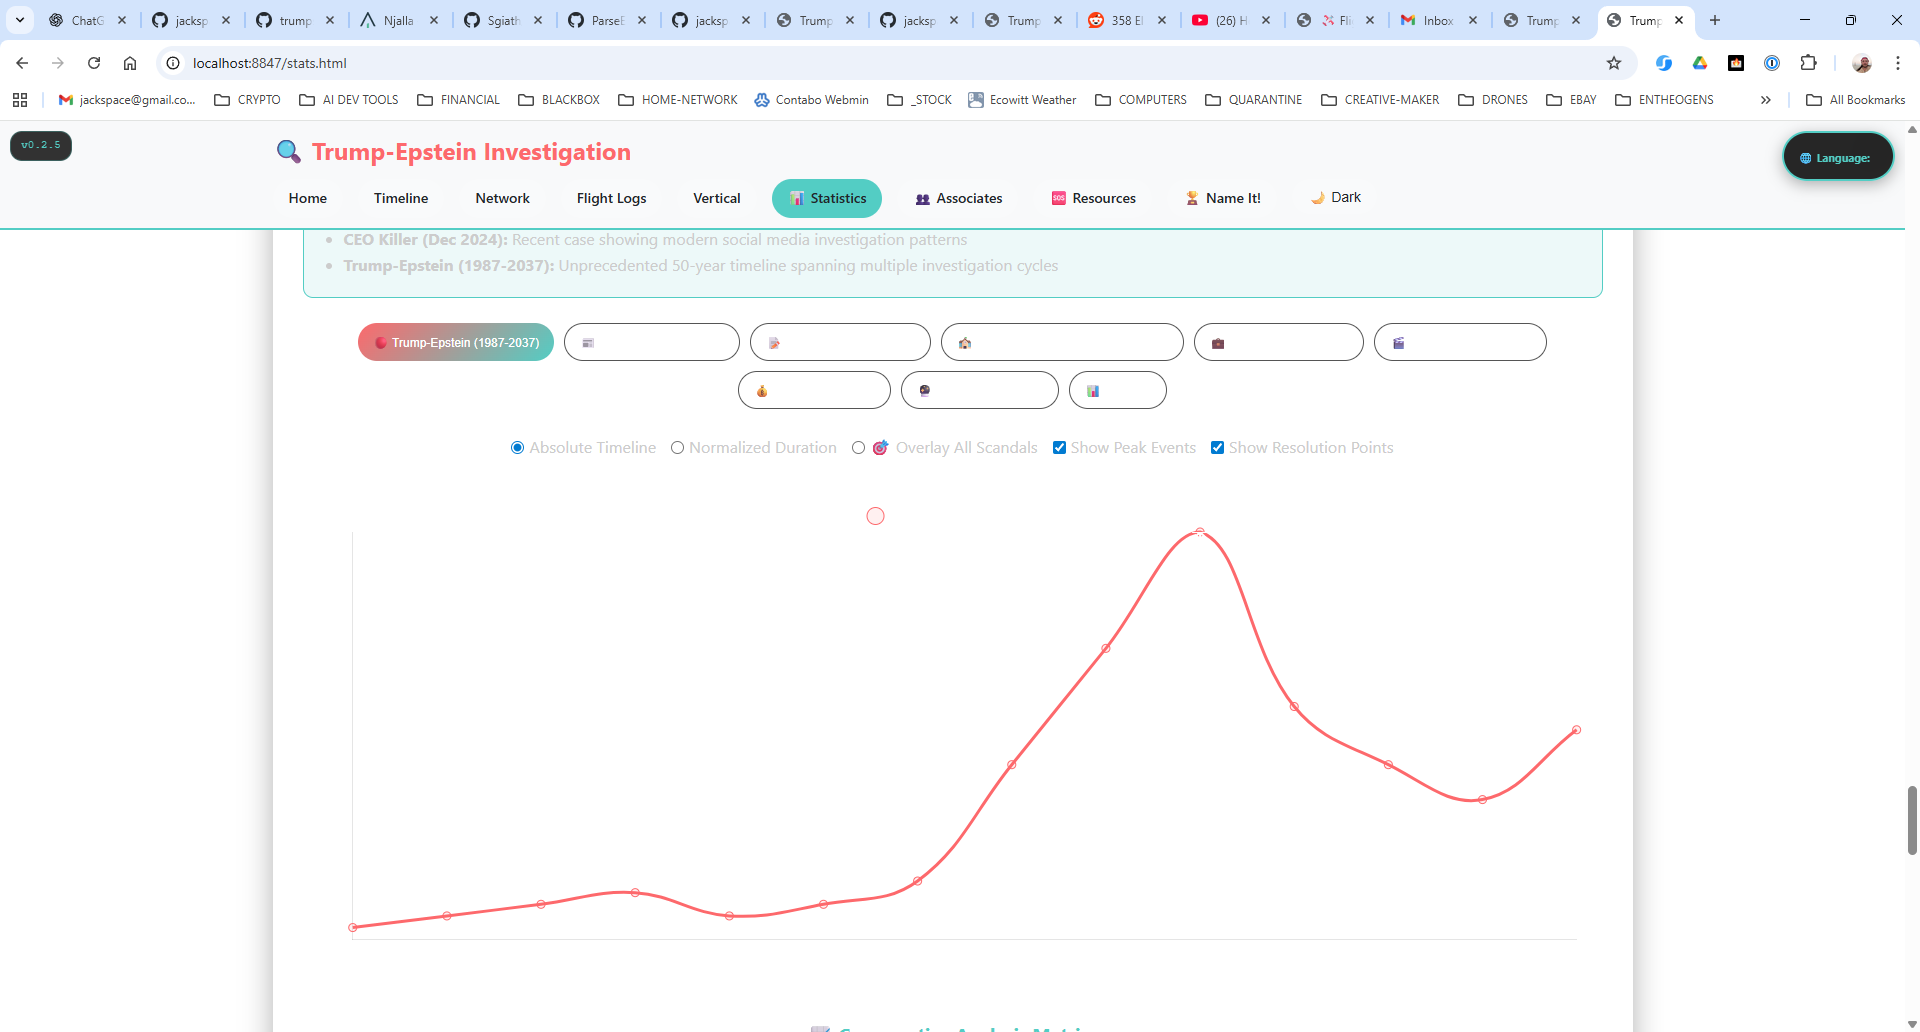 ChatG
jacksp
trump
Njalla
Sgiath
ParseE
jacksp
Trump
jacksp
Trump
358 El
(26) H
Fli
Inbox
Trump
Trump
localhost:8847/stats.html
jackspace@gmail.co...
CRYPTO
AI DEV TOOLS
FINANCIAL
BLACKBOX
HOME-NETWORK
Contabo Webmin
_STOCK
Ecowitt Weather
COMPUTERS
QUARANTINE
CREATIVE-MAKER
DRONES
EBAY
ENTHEOGENS
All Bookmarks
v0.2.5
Trump-Epstein Investigation
Language:
Home
Timeline
Network
Flight Logs
Vertical
Statistics
Associates
Resources
Name It!
Dark
CEO Killer (Dec 2024): Recent case showing modern social media investigation patterns
Trump-Epstein (1987-2037): Unprecedented 50-year timeline spanning multiple investigation cycles
Trump-Epstein (1987-2037)
Absolute Timeline
Normalized Duration
Overlay All Scandals
Show Peak Events
Show Resolution Points